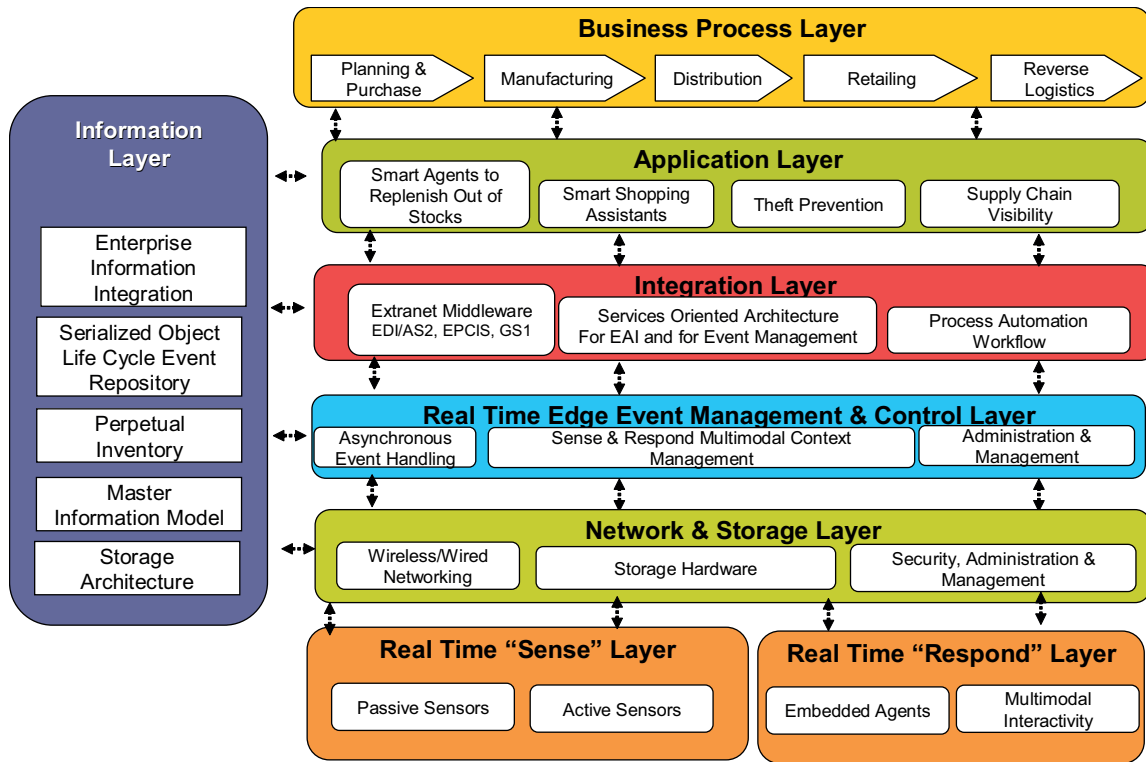 Business Process Layer
Planning &
Purchase
Manufacturing
Distribution
Retailing
Reverse
Logistics
Information
Layer
Enterprise
Information
Integration
Serialized Object
Life Cycle Event
Repository
Perpetual
Inventory
Master
Information Model
Storage
Architecture
Application Layer
Smart Agents to
Replenish Out of
Stocks
Smart Shopping
Assistants
Theft Prevention
Supply Chain
Visibility
Integration Layer
Extranet Middleware
EDI/AS2, EPCIS, GS1
Services Oriented Architecture
For EAI and for Event Management
Process Automation
Workflow
Real Time Edge Event Management & Control Layer
Asynchronous
Event Handling
Sense & Respond Multimodal Context
Management
Administration &
Management
Network & Storage Layer
Wireless/Wired
Networking
Storage Hardware
Security, Administration &
Management
Real Time “Sense” Layer
Passive Sensors
Active Sensors
Real Time “Respond” Layer
Embedded Agents
Multimodal
Interactivity